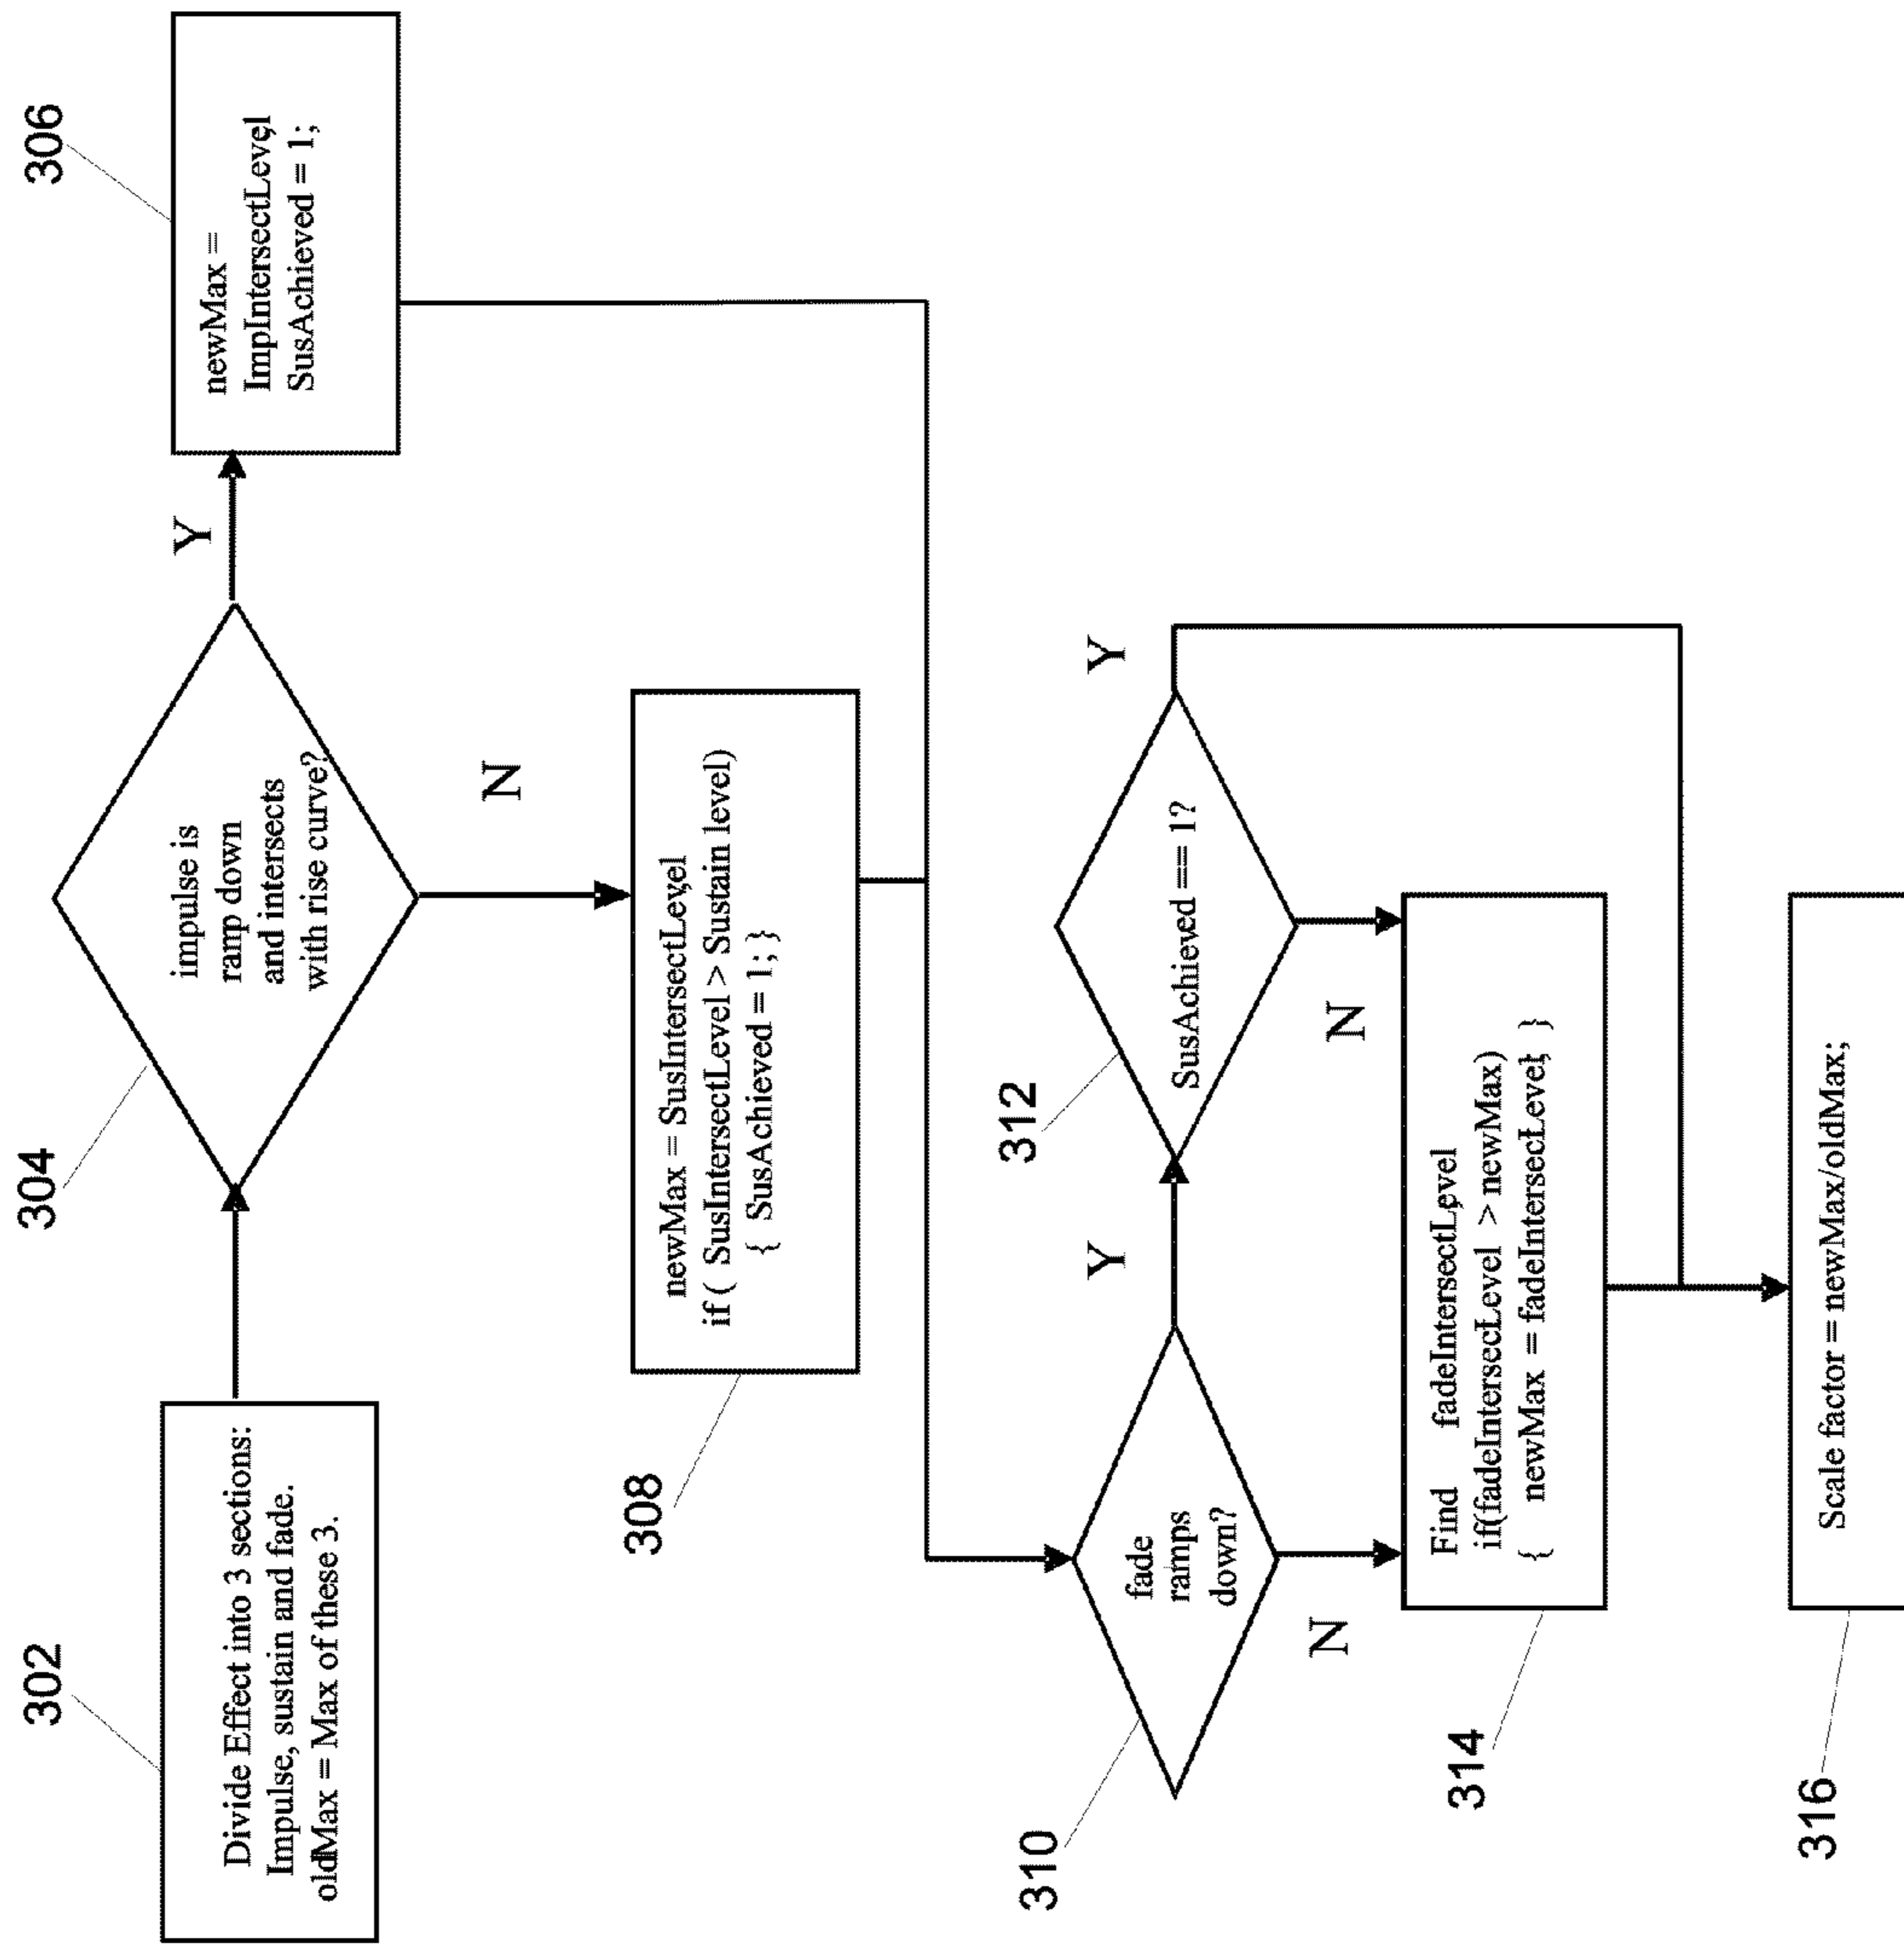 302
Divide Effect into 3 sections:
Impulse, sustain and fade.
oldMax = Max of these 3.
304
impulse is
ramp down
and intersects
with rise curve?
Y
N
306
newMax =
ImpIntersectLevel;
SusAchieved = 1;
308
newMax = SusIntersectLevel;
if ( SusIntersectLevel > Sustain level)
{ SusAchieved = 1; }
310
fade
ramps
down?
Y
N
312
SusAchieved == 1?
Y
N
314
Find fadeIntersectLevel;
if(fadeIntersectLevel > newMax)
{ newMax = fadeIntersectLevel; }
316
Scale factor = newMax/oldMax;